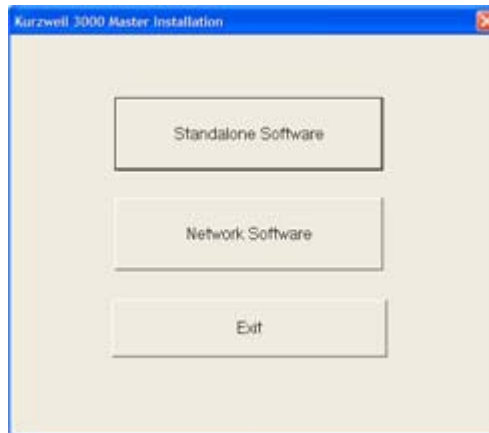 Kurzweil 3000 Master Installation
Standalone Software
Network Software
Exit